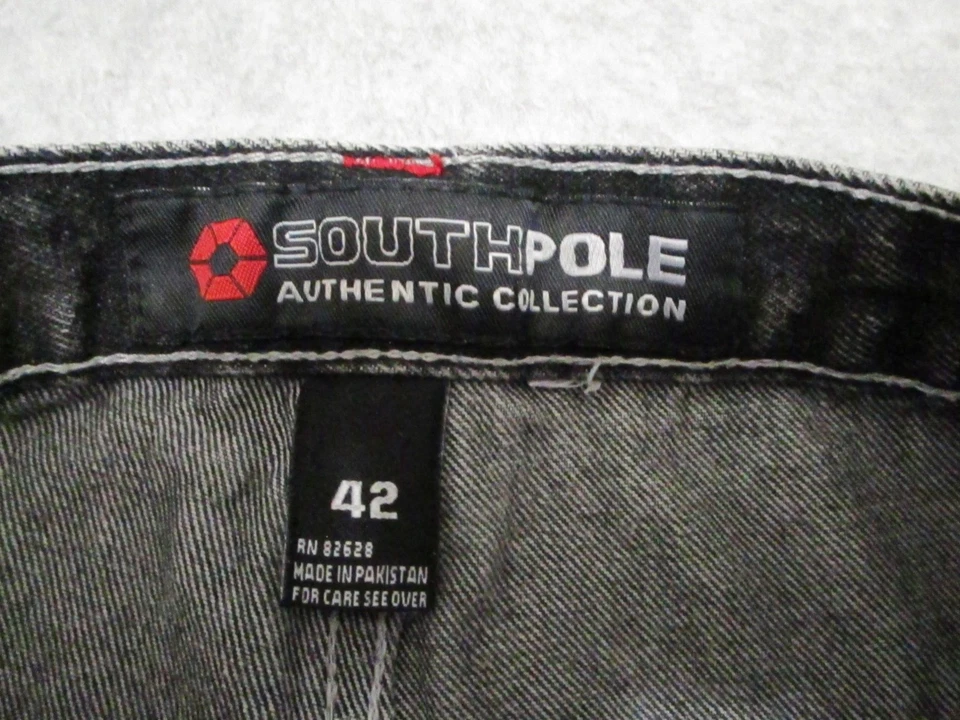 SOUTHPOLE
AUTHENTIC COLLECTION
42
RN 82628
MADE IN PAKISTAN
FOR CARE SEE OVER